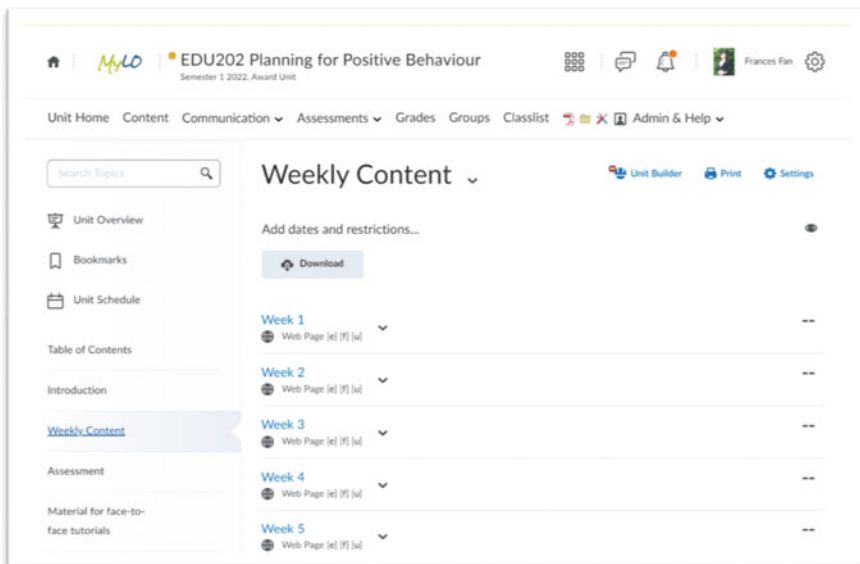 MyLO
EDU202 Planning for Positive Behaviour
Semester 1 2022, Award Unit
Frances Fan
Unit Home Content Communication Assessments Grades Groups Classlist Admin & Help
Search Topics
Unit Overview
Bookmarks
Unit Schedule
Table of Contents
Introduction
Weekly Content
Assessment
Material for face-to-
face tutorials
Weekly Content
Unit Builder Print Settings
Add dates and restrictions...
Download
Week 1
Web Page [e] [f] [u]
--
Week 2
Web Page [e] [f] [u]
--
Week 3
Web Page [e] [f] [u]
--
Week 4
Web Page [e] [f] [u]
--
Week 5
Web Page [e] [f] [u]
--